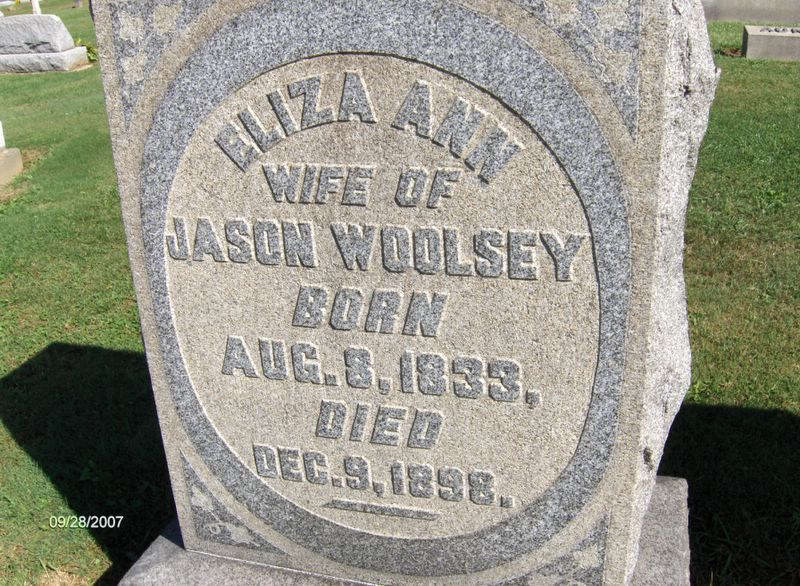 ELIZA ANN
WIFE OF
JASON WOOLSEY
BORN
AUG. 8, 1833,
DIED
DEC. 9, 1898.
09/28/2007